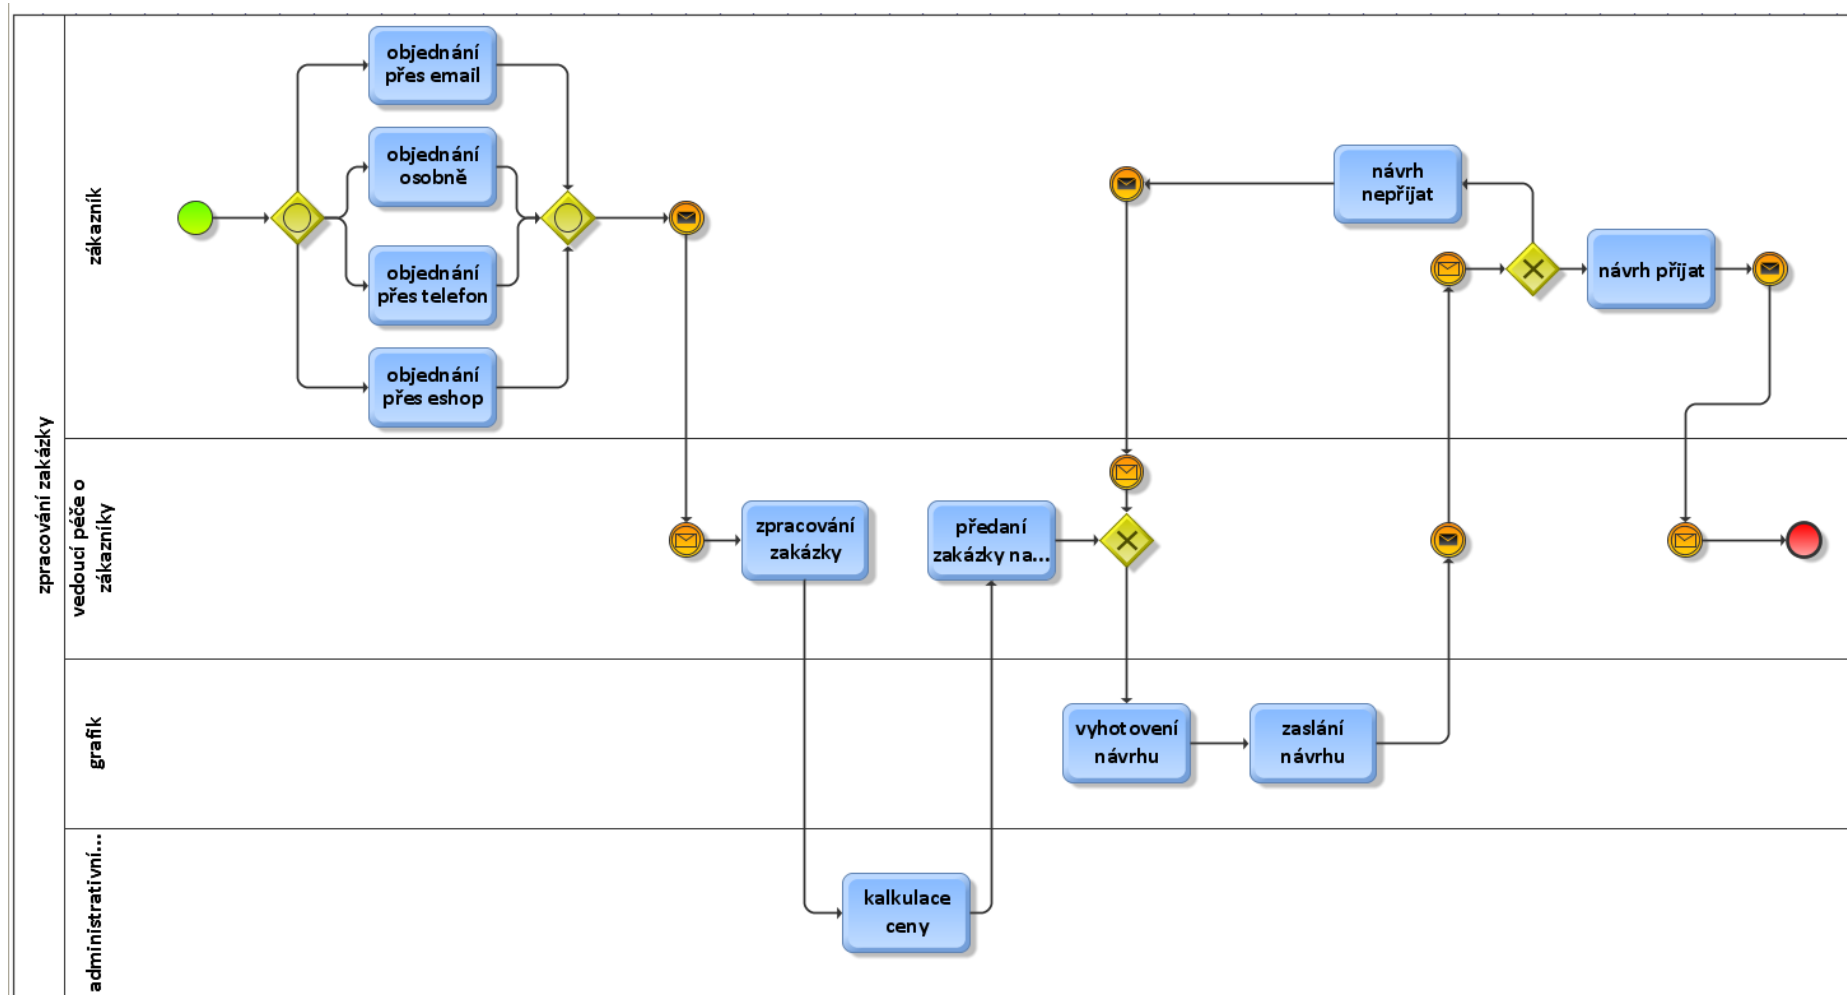 zpracování zakázky
zákazník
objednání
přes email
objednání
osobně
objednání
přes telefon
objednání
přes eshop
návrh
nepřijat
návrh přijat
vedoucí péče o
zákazníky
zpracování
zakázky
předaní
zakázky na...
grafik
vyhotovení
návrhu
zaslání
návrhu
administrativní...
kalkulace
ceny